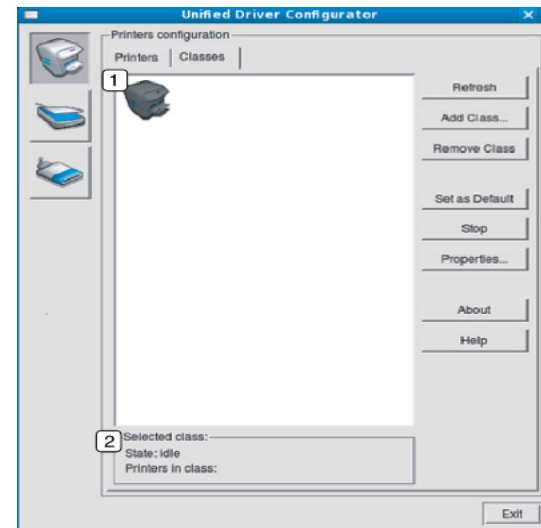 Unified Driver Configurator
Printers configuration
Printers
Classes
1
Refresh
Add Class...
Remove Class
Set as Default
Stop
Properties...
About
Help
2
Selected class:
State: idle
Printers in class:
Exit